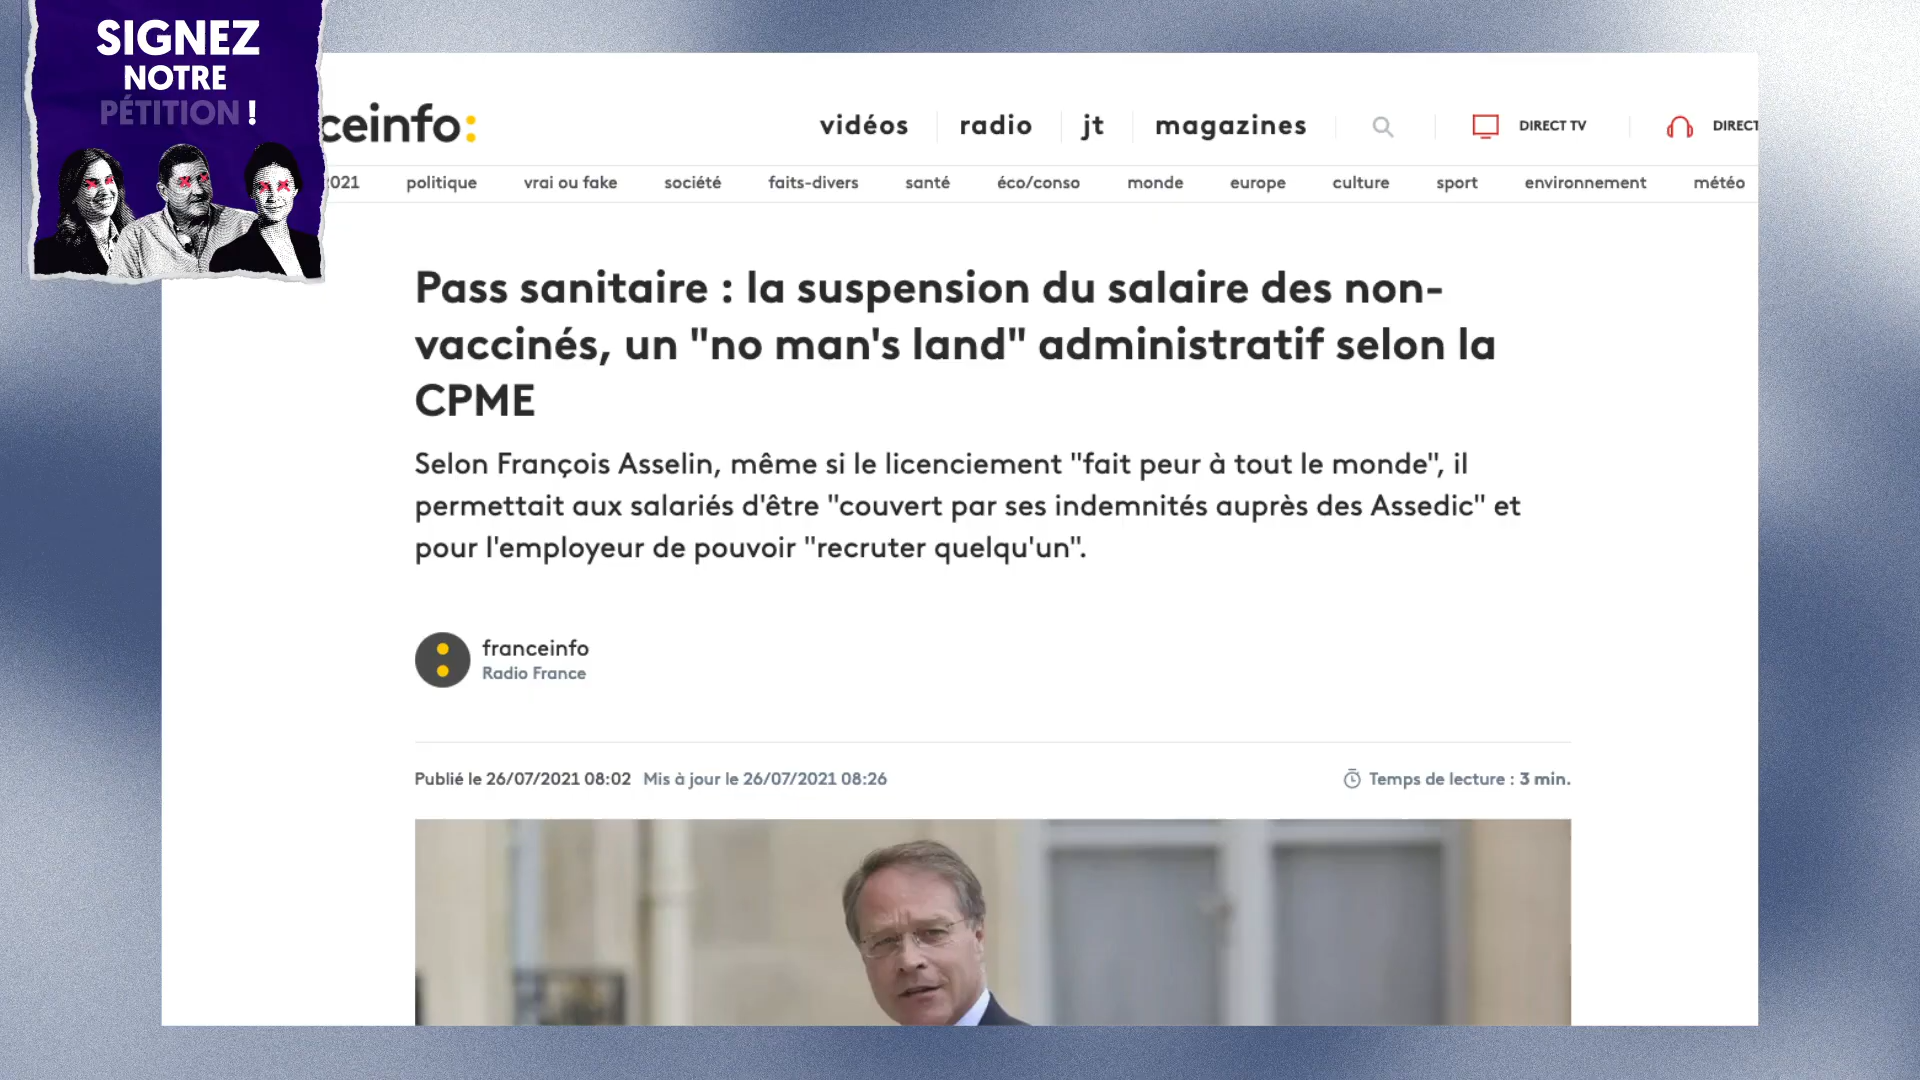 SIGNEZ
NOTRE
PÉTITION !
ceinfo:
vidéos radio jt magazines DIRECT TV DIRECT
2021 politique vrai ou fake société faits-divers santé éco/conso monde europe culture sport environnement météo
Pass sanitaire : la suspension du salaire des non-
vaccinés, un "no man's land" administratif selon la
CPME
Selon François Asselin, même si le licenciement "fait peur à tout le monde", il
permettait aux salariés d'être "couvert par ses indemnités auprès des Assedic" et
pour l'employeur de pouvoir "recruter quelqu'un".
franceinfo
Radio France
Publié le 26/07/2021 08:02 Mis à jour le 26/07/2021 08:26 Temps de lecture : 3 min.